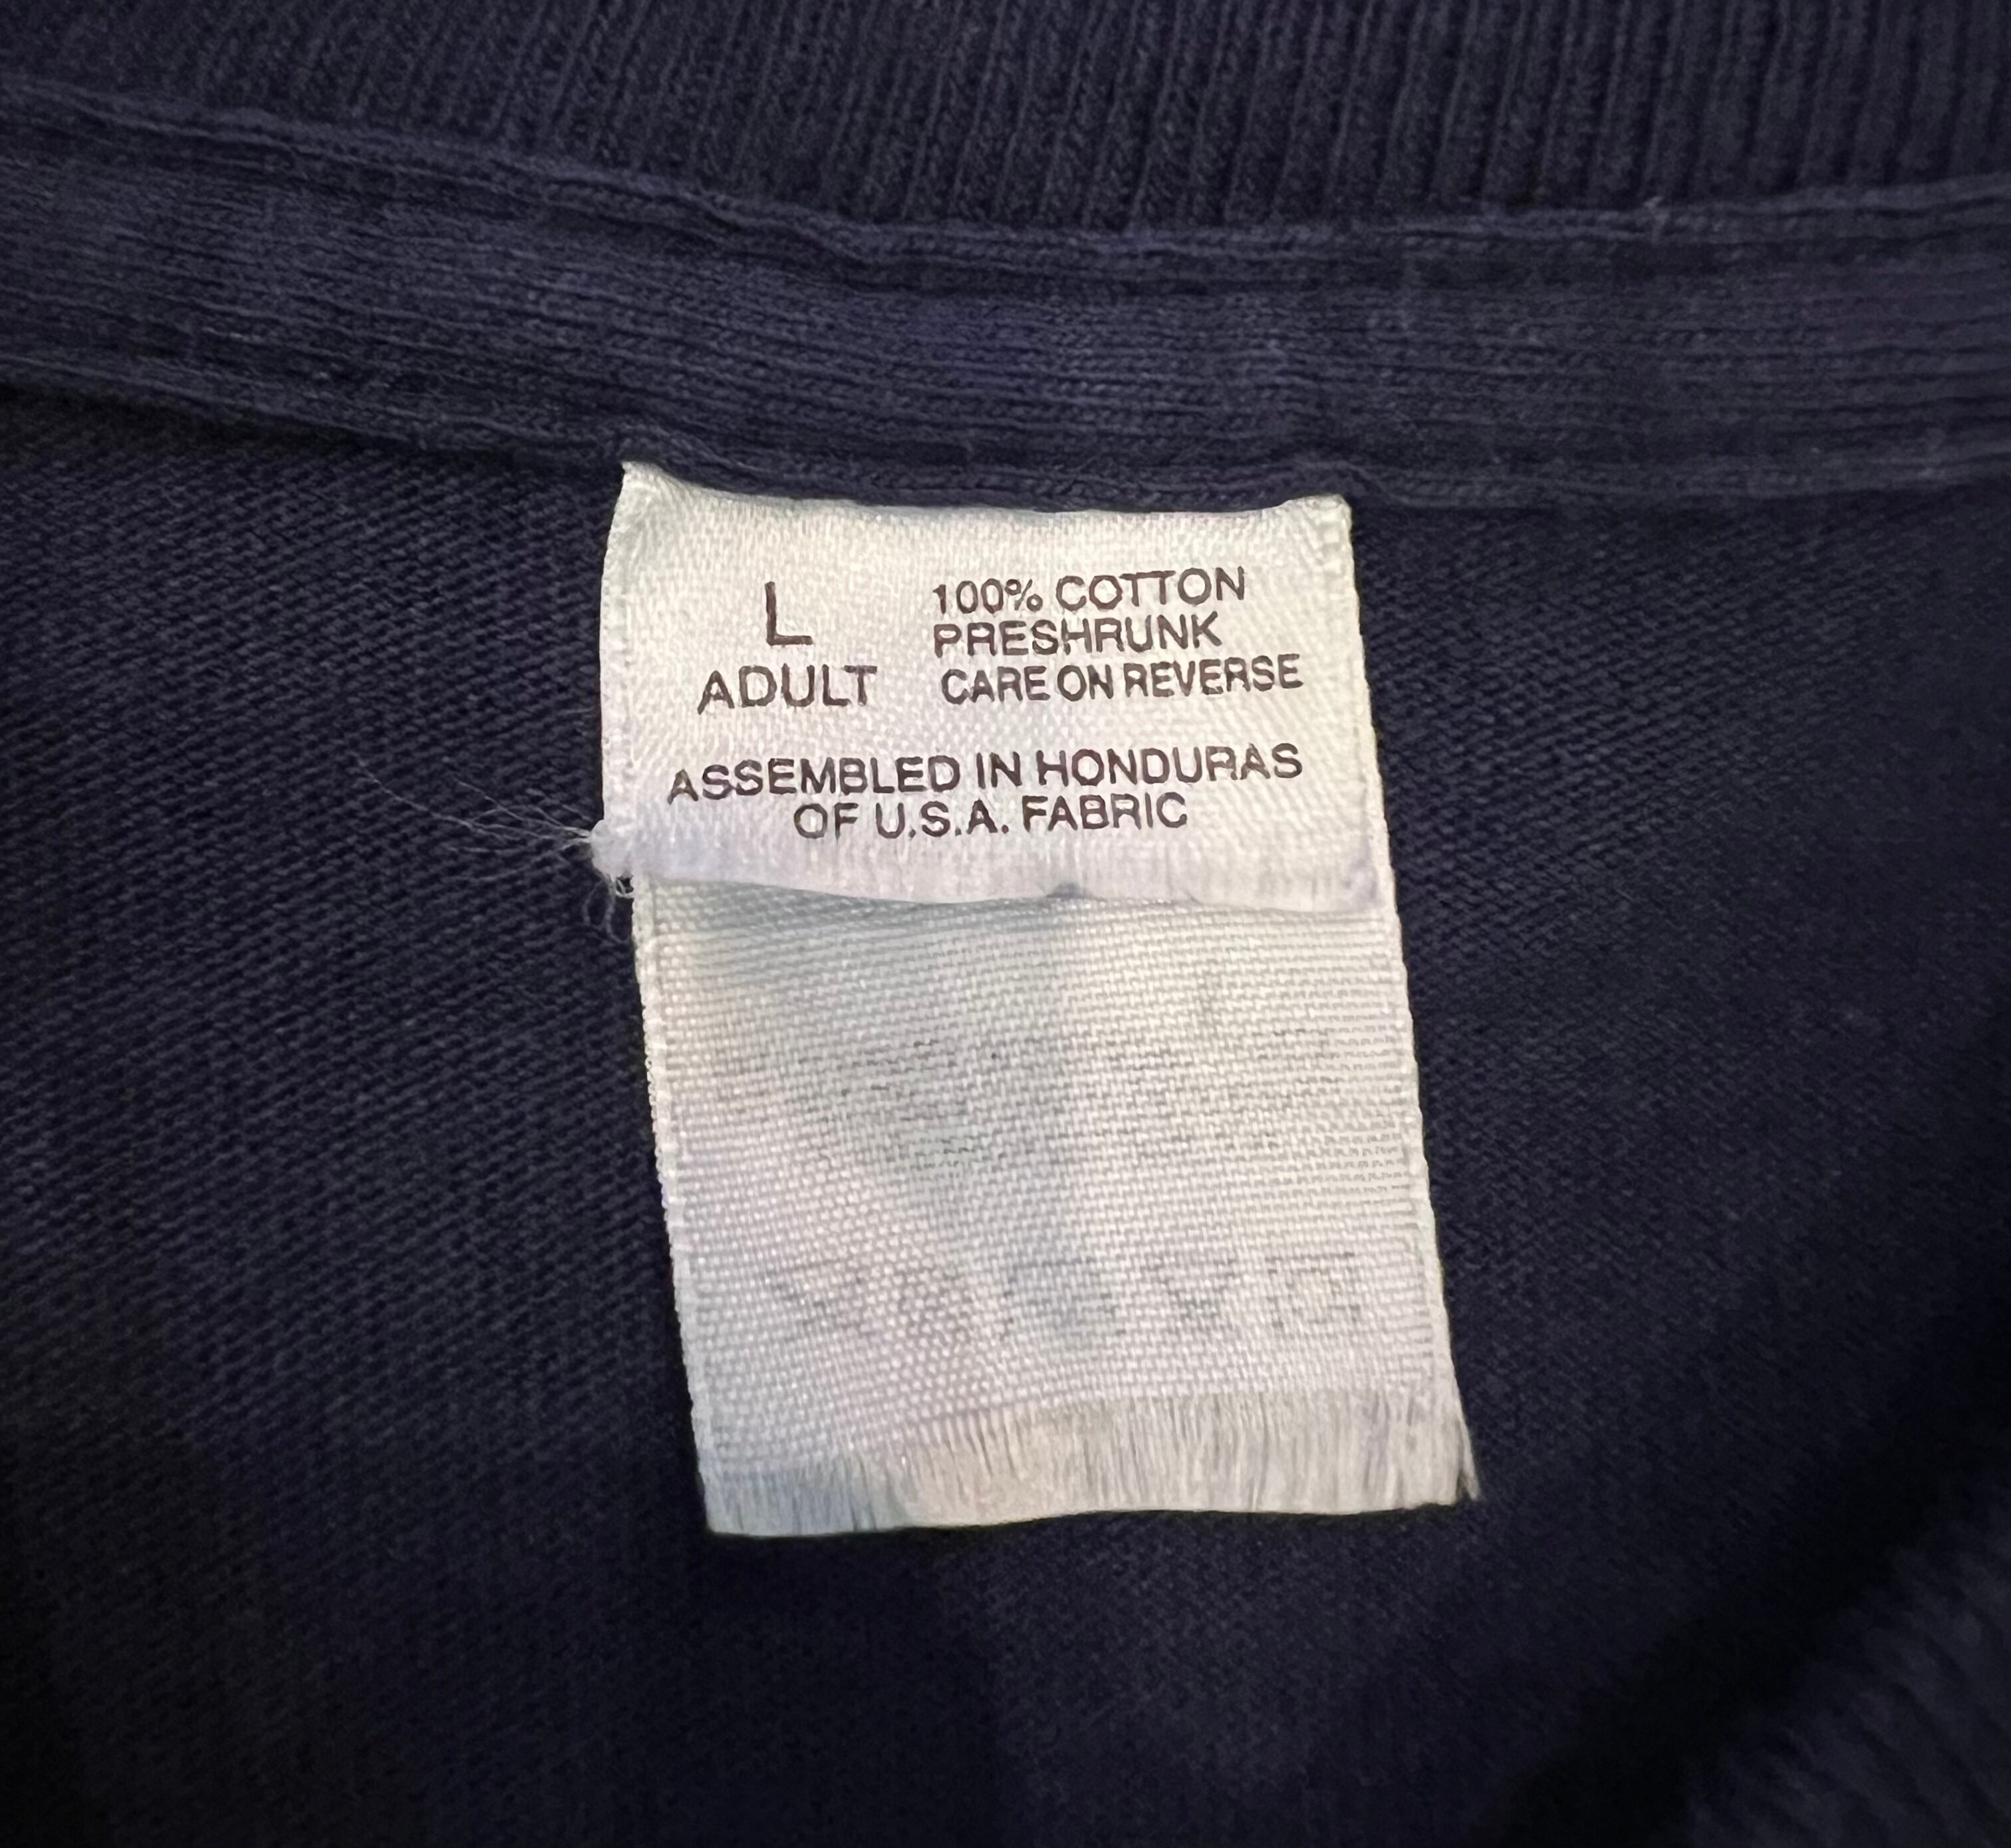 L
ADULT
100% COTTON
PRESHRUNK
CARE ON REVERSE
ASSEMBLED IN HONDURAS
OF U.S.A. FABRIC